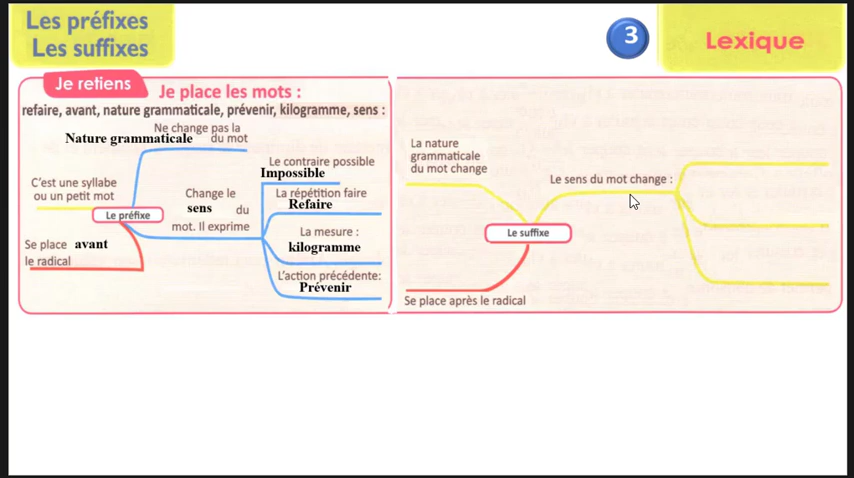 Les préfixes
Les suffixes
3
Lexique
Je retiens
Je place les mots :
refaire, avant, nature grammaticale, prévenir, kilogramme, sens :
Ne change pas la
Nature grammaticale du mot
C'est une syllabe
ou un petit mot
Le préfixe
Se place avant
le radical
Change le
sens du
mot. Il exprime
Le contraire possible
Impossible
La répétition faire
Refaire
La mesure :
kilogramme
L'action précédente:
Prévenir
La nature
grammaticale
du mot change
Le sens du mot change :
Le suffixe
Se place après le radical